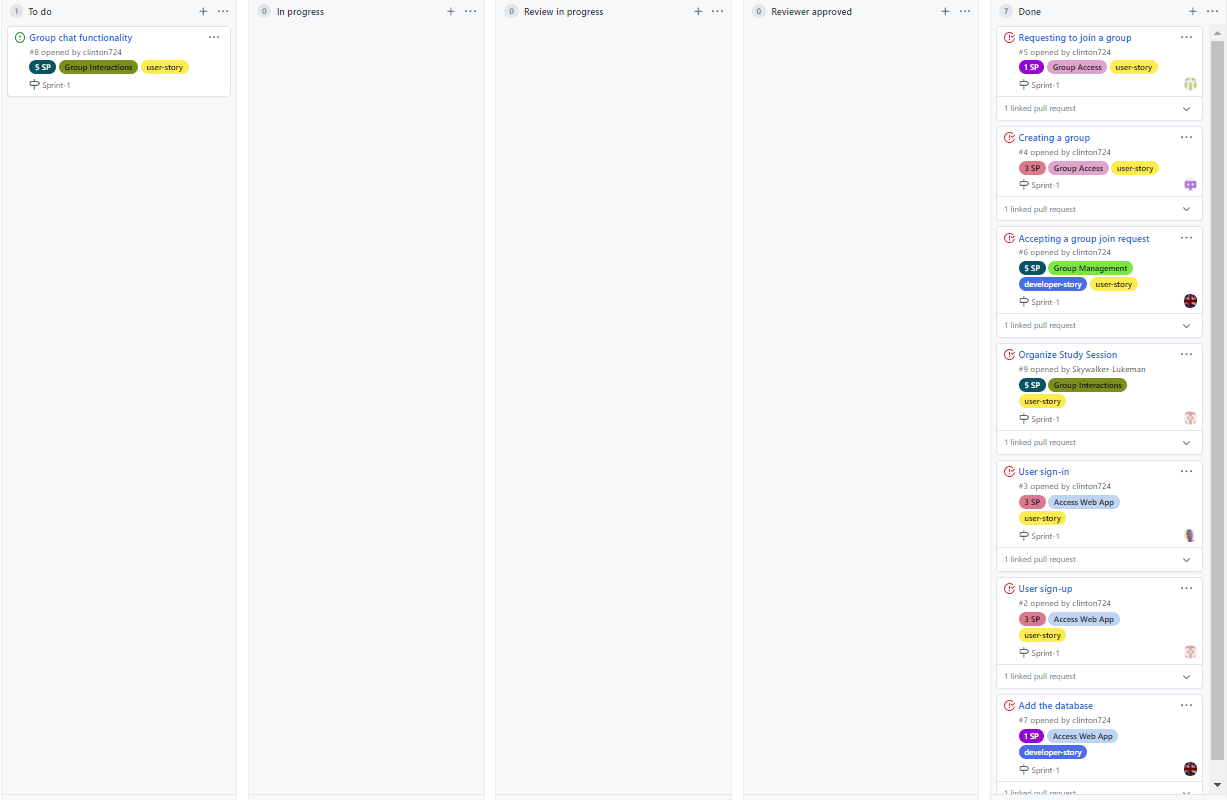 1 To do
Group chat functionality
#8 opened by clinton724
5 SP Group Interactions user-story
Sprint-1
0 In progress
0 Review in progress
0 Reviewer approved
7 Done
Requesting to join a group
#5 opened by clinton724
1 SP Group Access user-story
Sprint-1
1 linked pull request
Creating a group
#4 opened by clinton724
3 SP Group Access user-story
Sprint-1
1 linked pull request
Accepting a group join request
#6 opened by clinton724
5 SP Group Management
developer-story user-story
Sprint-1
1 linked pull request
Organize Study Session
#9 opened by Skywalker-Lukeman
5 SP Group Interactions
user-story
Sprint-1
1 linked pull request
User sign-in
#3 opened by clinton724
3 SP Access Web App
user-story
Sprint-1
1 linked pull request
User sign-up
#2 opened by clinton724
3 SP Access Web App
user-story
Sprint-1
1 linked pull request
Add the database
#7 opened by clinton724
1 SP Access Web App
developer-story
Sprint-1
1 linked pull request